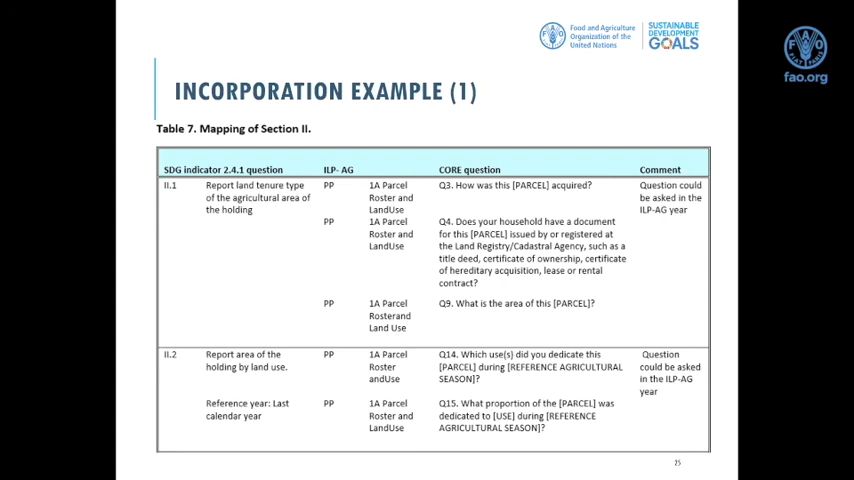 Food and Agriculture
Organization of the
United Nations
SUSTAINABLE
DEVELOPMENT
GOALS
FAO
FIAT PANIS
fao.org
INCORPORATION EXAMPLE (1)
Table 7. Mapping of Section II.
SDG indicator 2.4.1 question ILP- AG CORE question Comment
II.1 Report land tenure type PP 1A Parcel Q3. How was this [PARCEL] acquired? Question could
of the agricultural area of Roster and be asked in the
the holding LandUse ILP-AG year
PP 1A Parcel Q4. Does your household have a document
Roster and for this [PARCEL] issued by or registered at
LandUse the Land Registry/Cadastral Agency, such as a
title deed, certificate of ownership, certificate
of hereditary acquisition, lease or rental
contract?
PP 1A Parcel Q9. What is the area of this [PARCEL]?
Rosterand
Land Use
II.2 Report area of the PP 1A Parcel Q14. Which use(s) did you dedicate this Question
holding by land use. Roster [PARCEL] during [REFERENCE AGRICULTURAL could be asked
andUse SEASON]? in the ILP-AG
year
Reference year: Last PP 1A Parcel Q15. What proportion of the [PARCEL] was
calendar year Roster and dedicated to [USE] during [REFERENCE
LandUse AGRICULTURAL SEASON]?
25